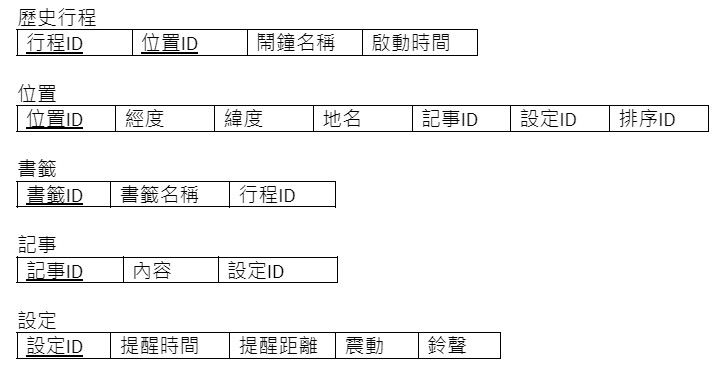 歷史行程
行程ID 位置ID 鬧鐘名稱 啟動時間
位置
位置ID 經度 緯度 地名 記事ID 設定ID 排序ID
書籤
書籤ID 書籤名稱 行程ID
記事
記事ID 內容 設定ID
設定
設定ID 提醒時間 提醒距離 震動 鈴聲